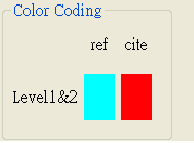 Color Coding
ref cite
Level1&2